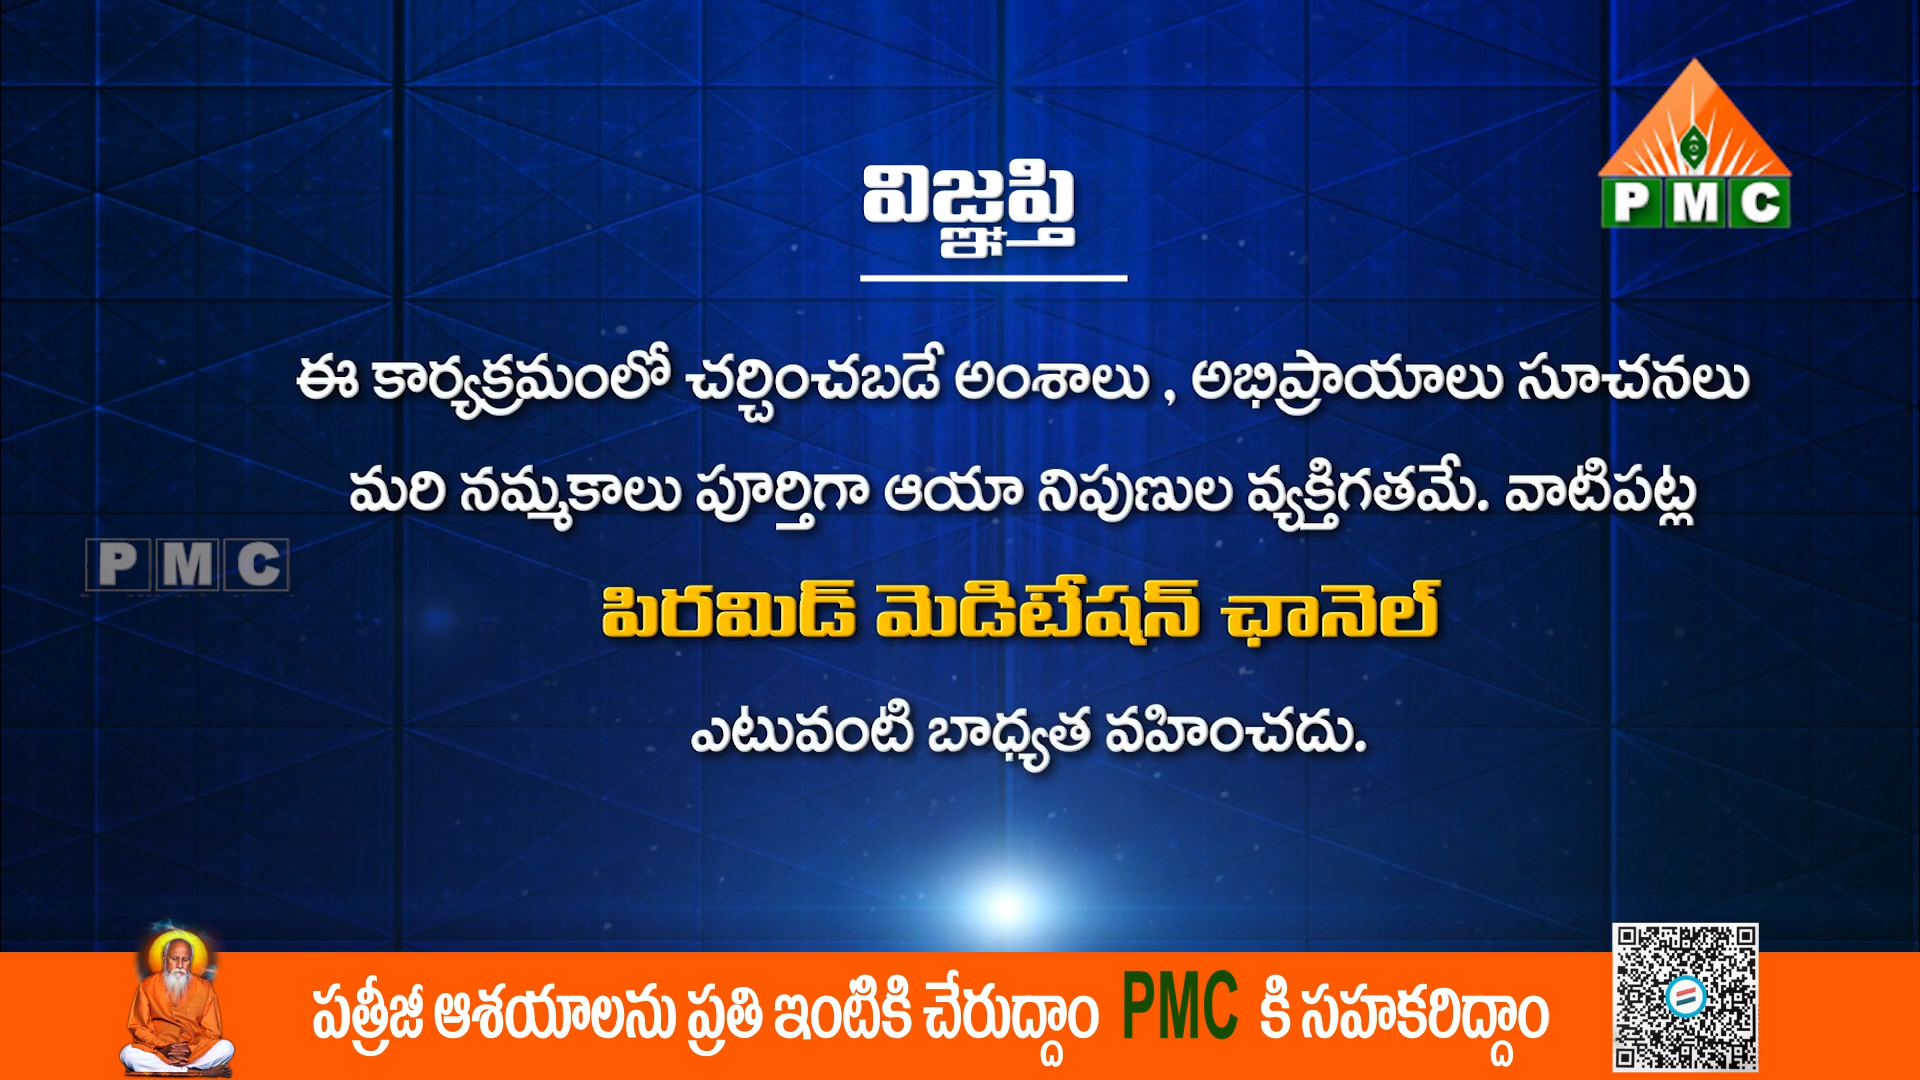 PMC
విజ్ఞప్తి
ఈ కార్యక్రమంలో చర్చించబడే అంశాలు , అభిప్రాయాలు సూచనలు
మరి నమ్మకాలు పూర్తిగా ఆయా నిపుణుల వ్యక్తిగతమే. వాటిపట్ల
PMC
పిరమిడ్ మెడిటేషన్ ఛానెల్
ఎటువంటి బాధ్యత వహించదు.
పత్రీజీ ఆశయాలను ప్రతి ఇంటికి చేరుద్దాం PMC కి సహకరిద్దాం